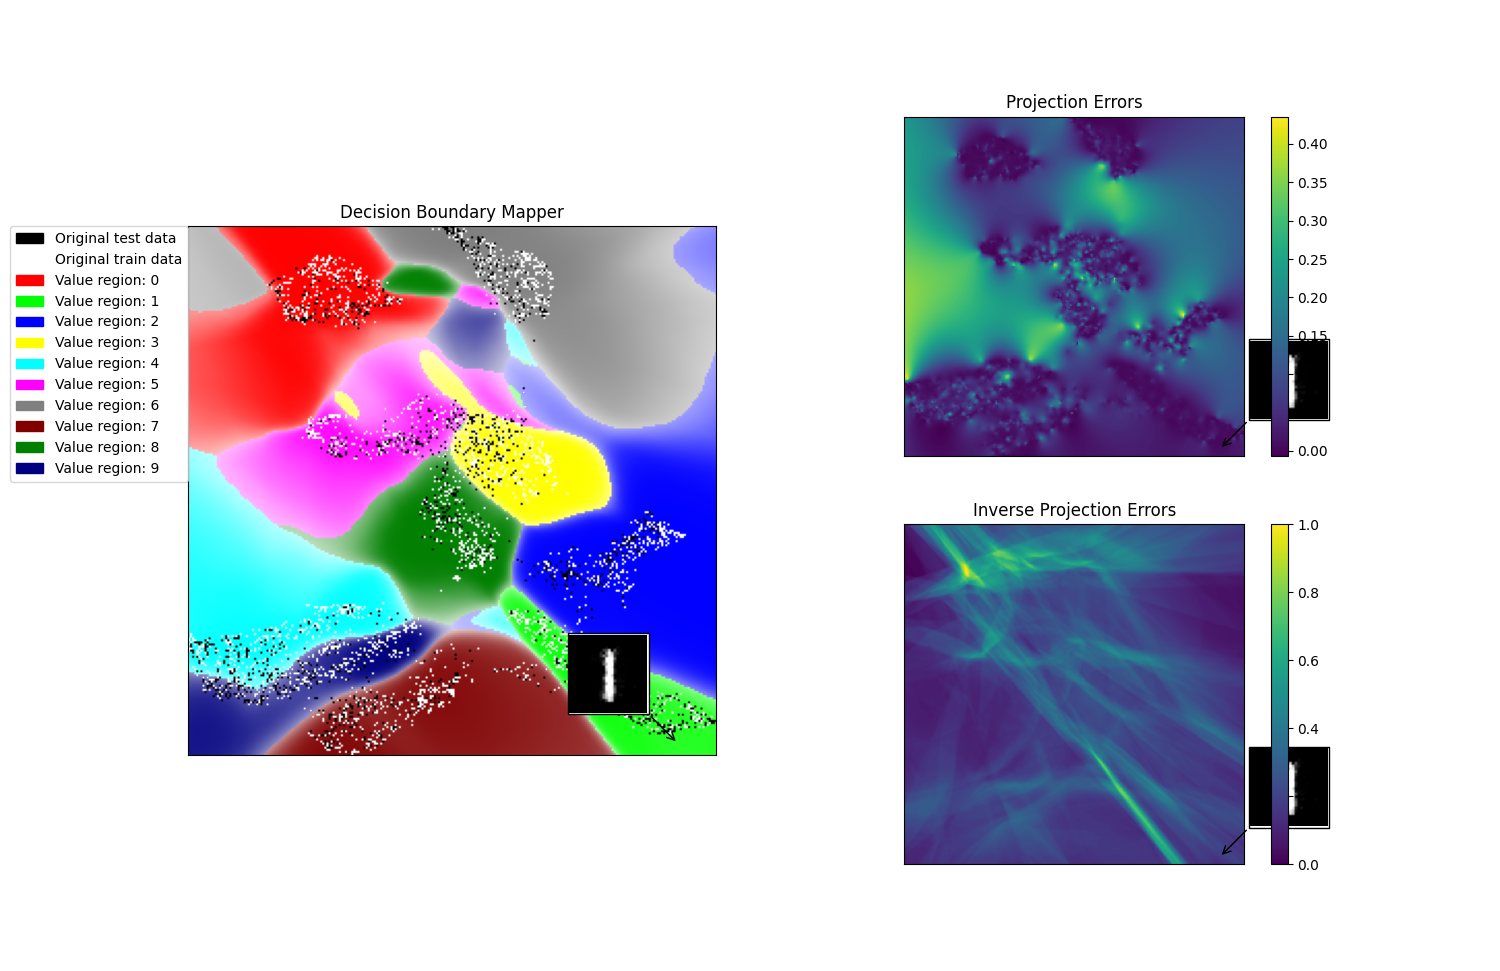 Decision Boundary Mapper
Original test data
Original train data
Value region: 0
Value region: 1
Value region: 2
Value region: 3
Value region: 4
Value region: 5
Value region: 6
Value region: 7
Value region: 8
Value region: 9
Projection Errors
0.40
0.35
0.30
0.25
0.20
0.15
0.00
Inverse Projection Errors
1.0
0.8
0.6
0.4
0.0